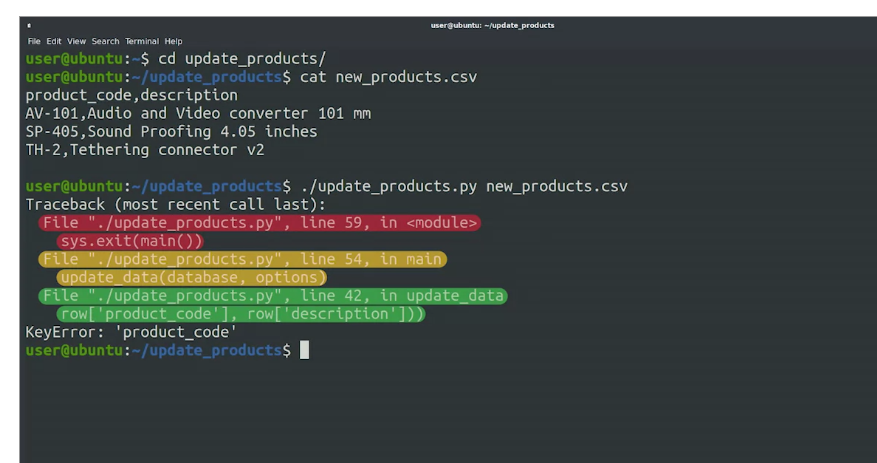 user@ubuntu: ~/update_products
File Edit View Search Terminal Help
user@ubuntu:~$ cd update_products/
user@ubuntu:~/update_products$ cat new_products.csv
product_code,description
AV-101,Audio and Video converter 101 mm
SP-405,Sound Proofing 4.05 inches
TH-2,Tethering connector v2
user@ubuntu:~/update_products$ ./update_products.py new_products.csv
Traceback (most recent call last):
File "./update_products.py", line 59, in <module>
sys.exit(main())
File "./update_products.py", line 54, in main
update_data(database, options)
File "./update_products.py", line 42, in update_data
row['product_code'], row['description']))
KeyError: 'product_code'
user@ubuntu:~/update_products$